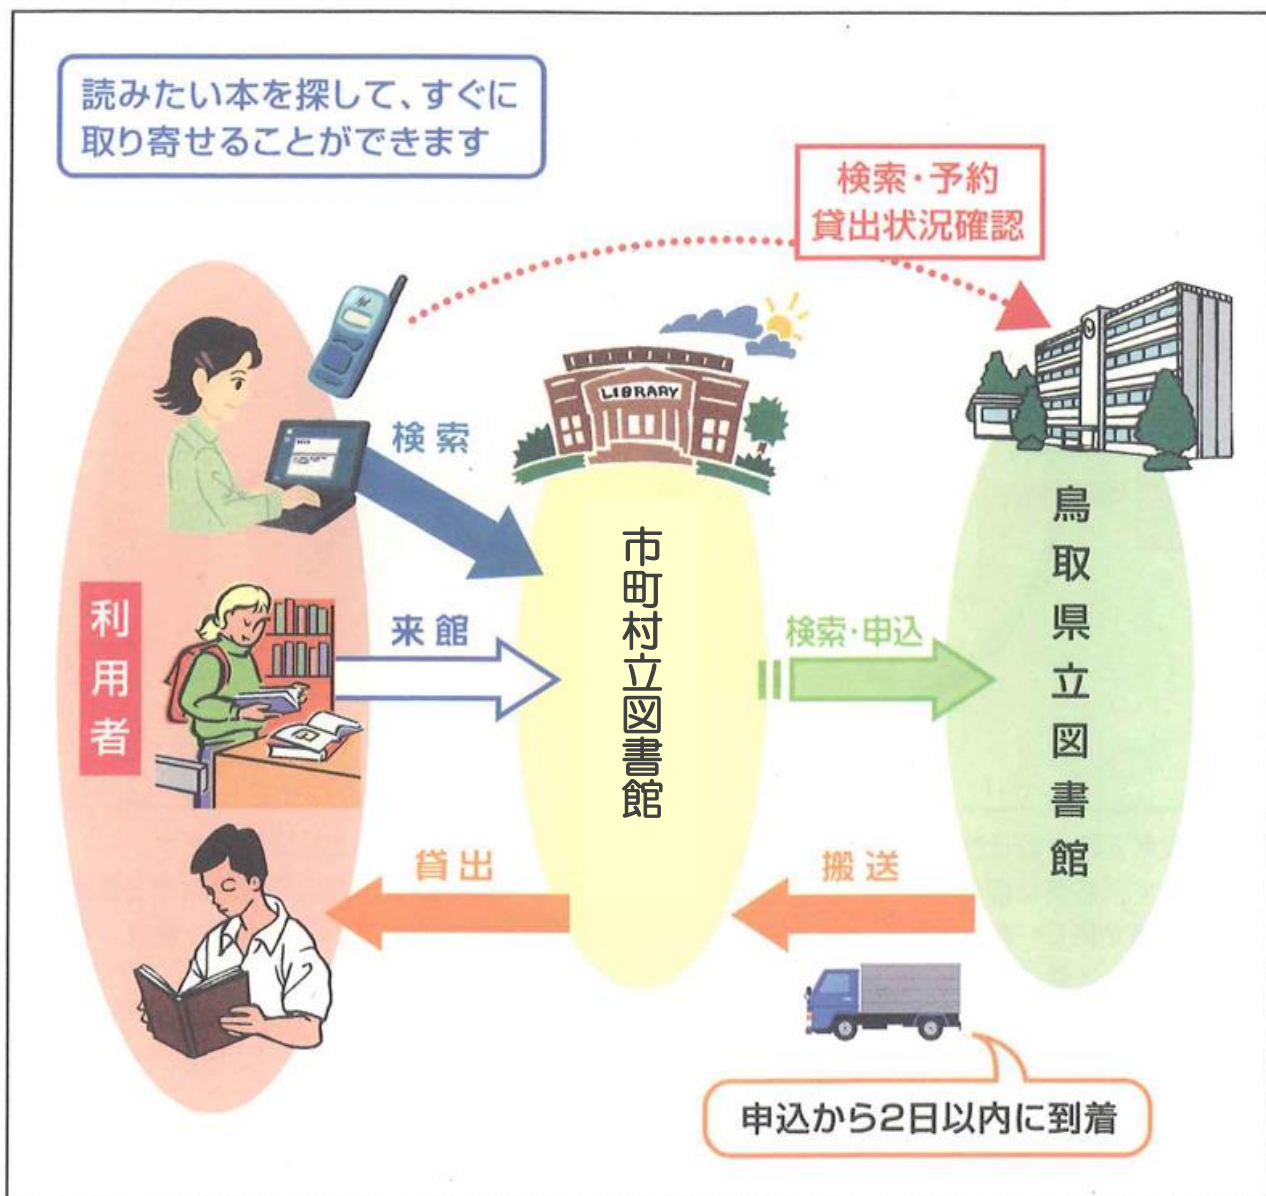 読みたい本を探して、すぐに
取り寄せることができます
検索・予約
貸出状況確認
LIBRARY
検索
利用者
来館
市町村立図書館
検索・申込
鳥取県立図書館
貸出
搬送
申込から2日以内に到着